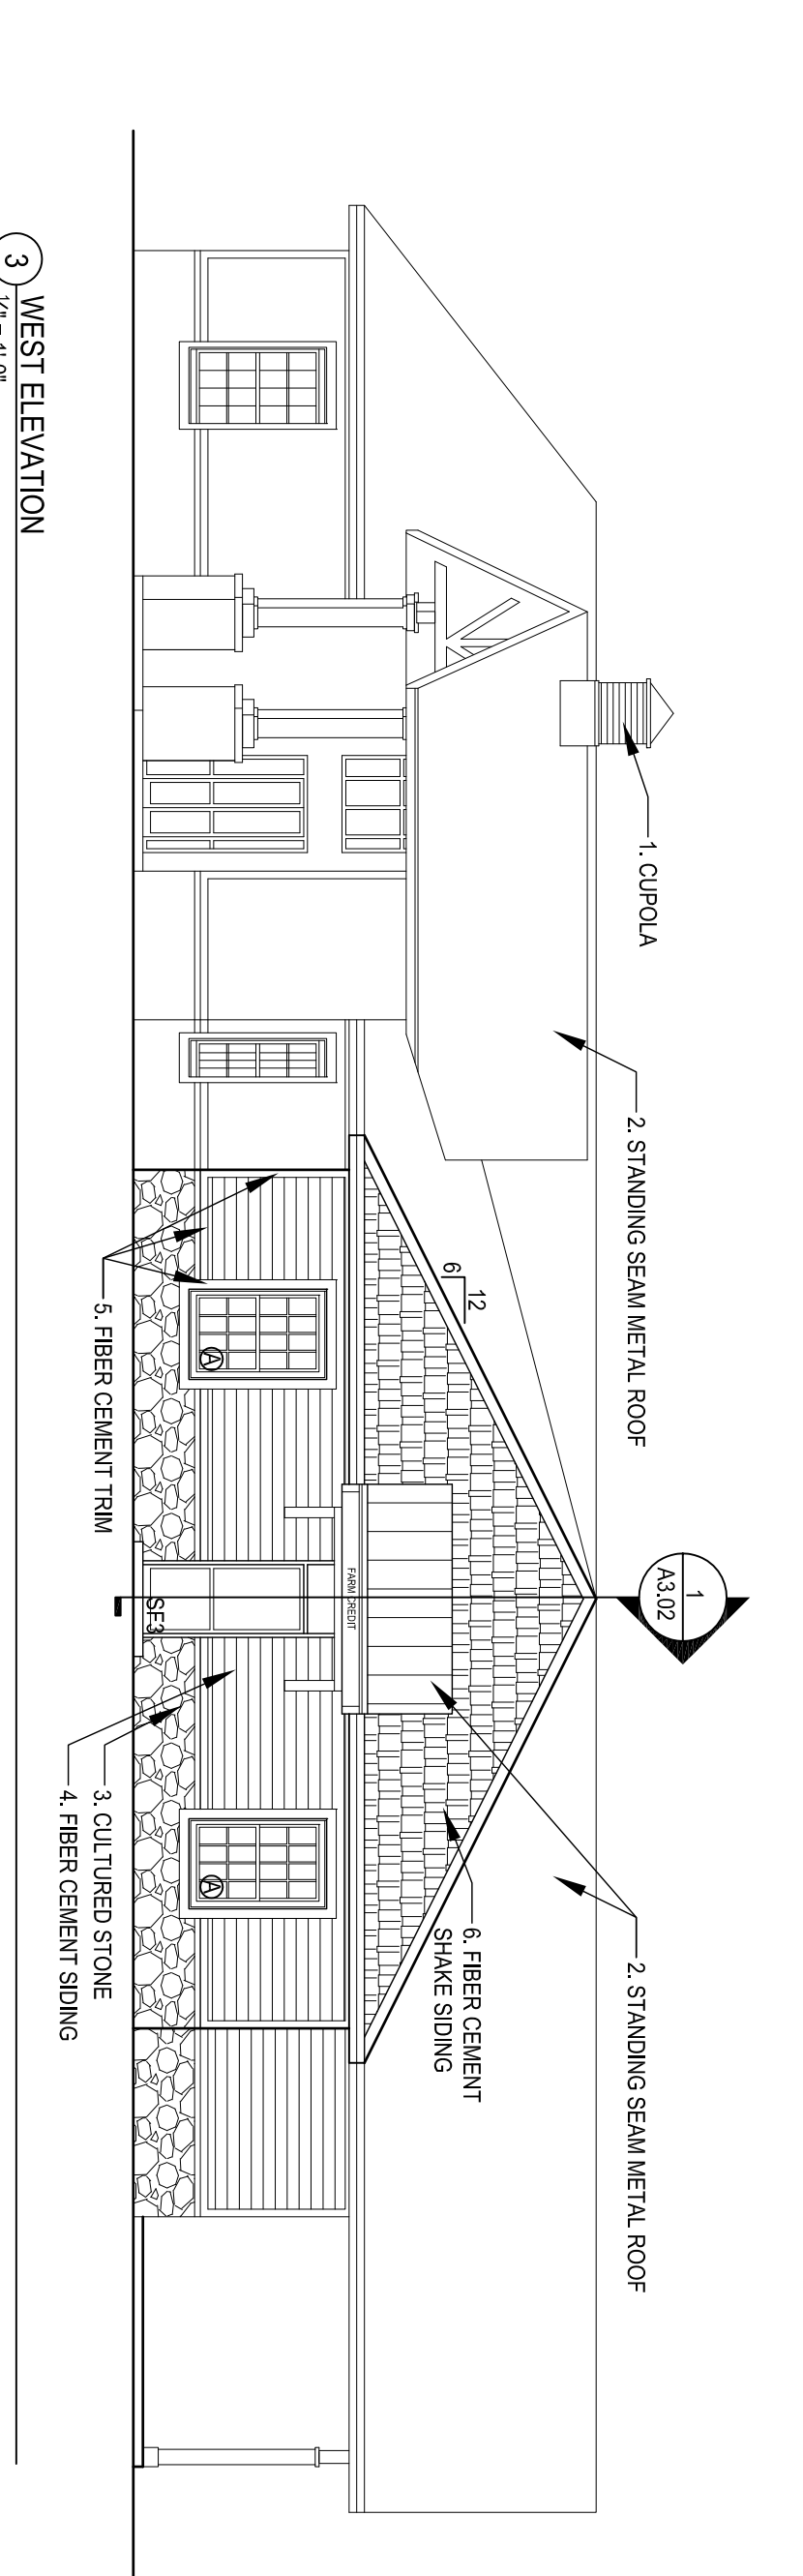 1
A3.02
1. CUPOLA
2. STANDING SEAM METAL ROOF
2. STANDING SEAM METAL ROOF
12
6
6. FIBER CEMENT
SHAKE SIDING
FARM CREDIT
A
A
SF3
5. FIBER CEMENT TRIM
3. CULTURED STONE
4. FIBER CEMENT SIDING
3
WEST ELEVATION